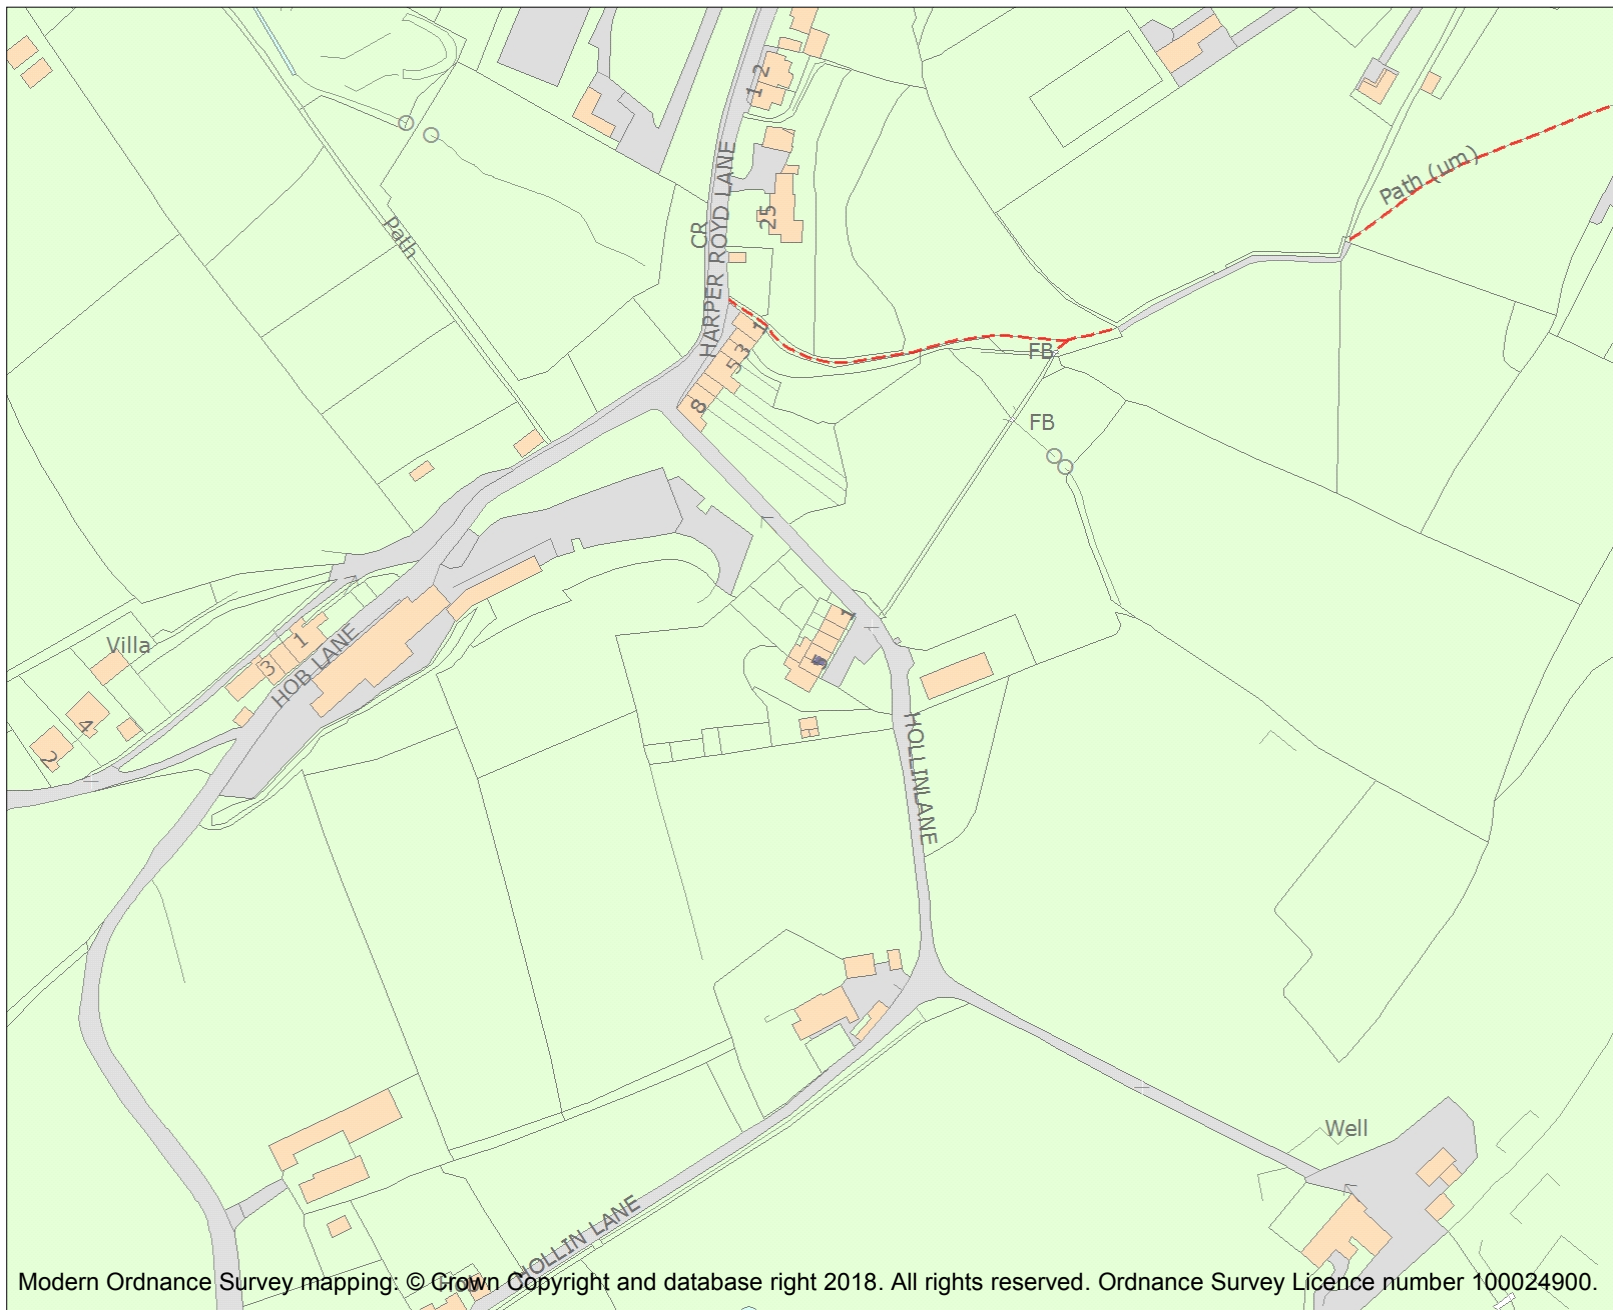 1 2
Path
CR
HARPER ROYD LANE
25
Path (um)
1
3
5
8
FB
FB
Villa
1
3
HOB LANE
4
2
1
5
HOLLINLANE
Well
HOLLIN LANE
Modern Ordnance Survey mapping: © Crown Copyright and database right 2018. All rights reserved. Ordnance Survey Licence number 100024900.